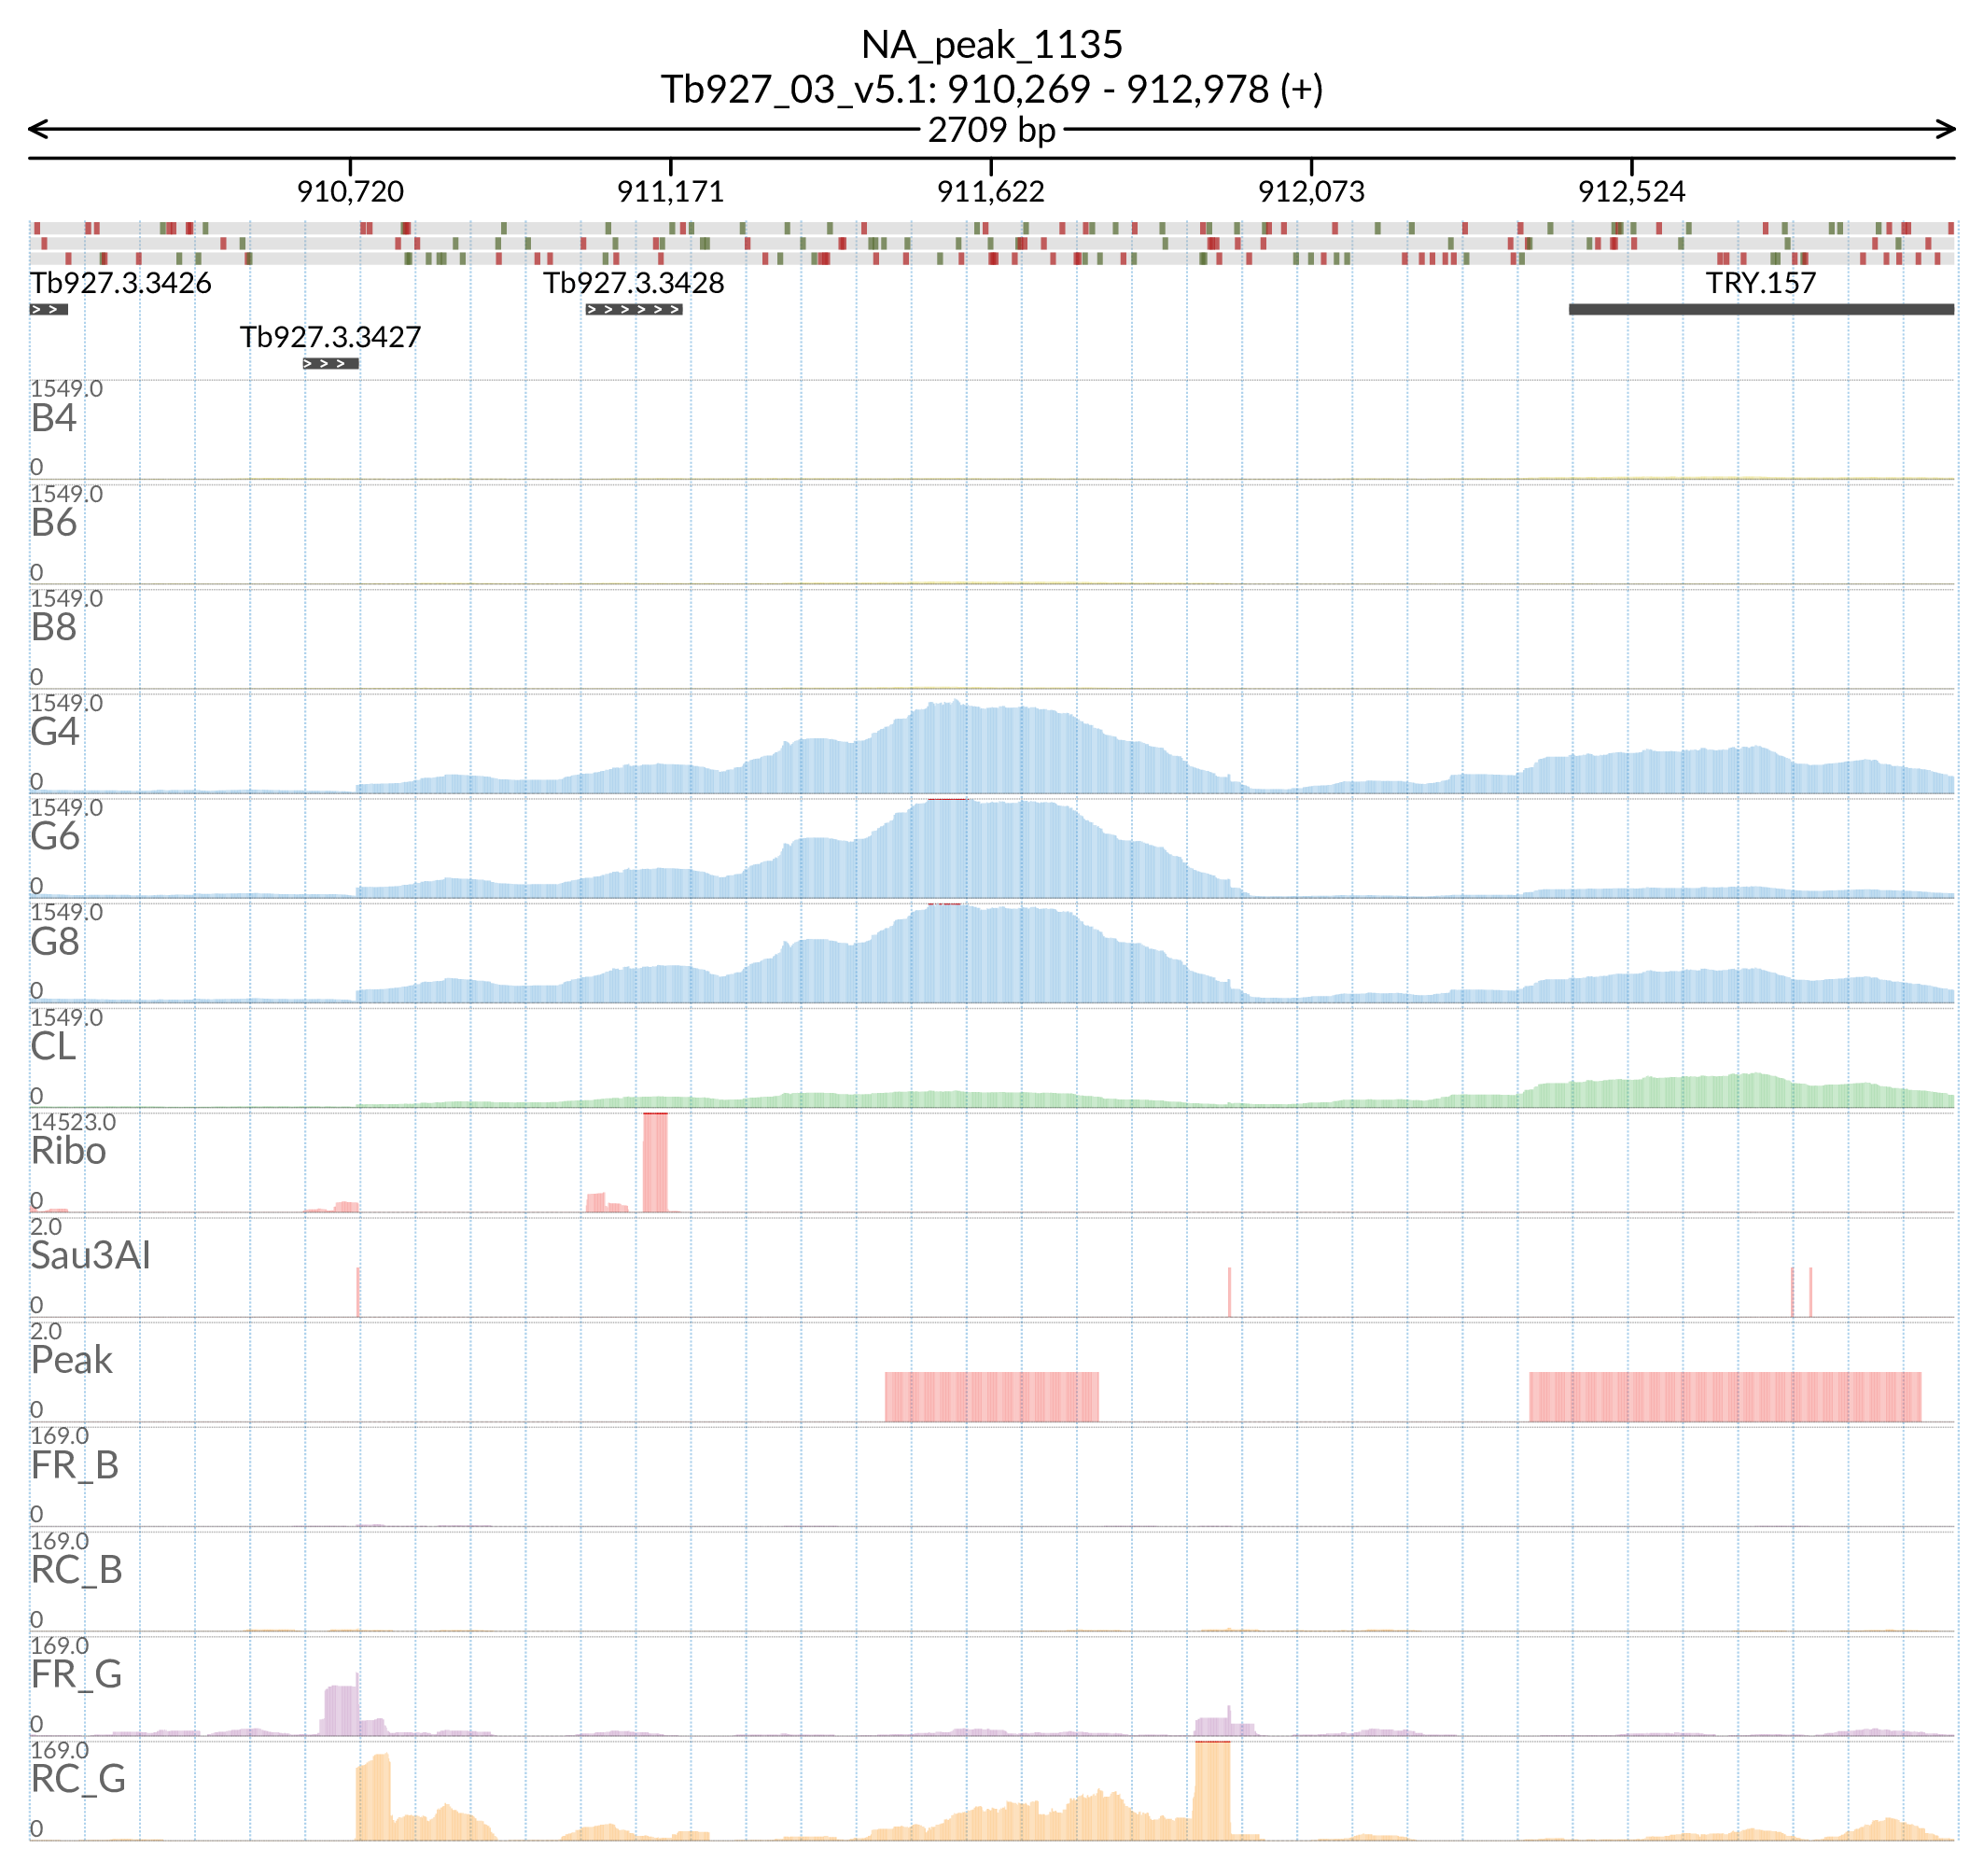 NA_peak_1135
Tb927_03_v5.1: 910,269 - 912,978 (+)
2709 bp
910,720 911,171 911,622 912,073 912,524
Tb927.3.3426 Tb927.3.3428 TRY.157
Tb927.3.3427
1549.0
B4
0
1549.0
B6
0
1549.0
B8
0
1549.0
G4
0
1549.0
G6
0
1549.0
G8
0
1549.0
CL
0
14523.0
Ribo
0
2.0
Sau3AI
0
2.0
Peak
0
169.0
FR_B
0
169.0
RC_B
0
169.0
FR_G
0
169.0
RC_G
0